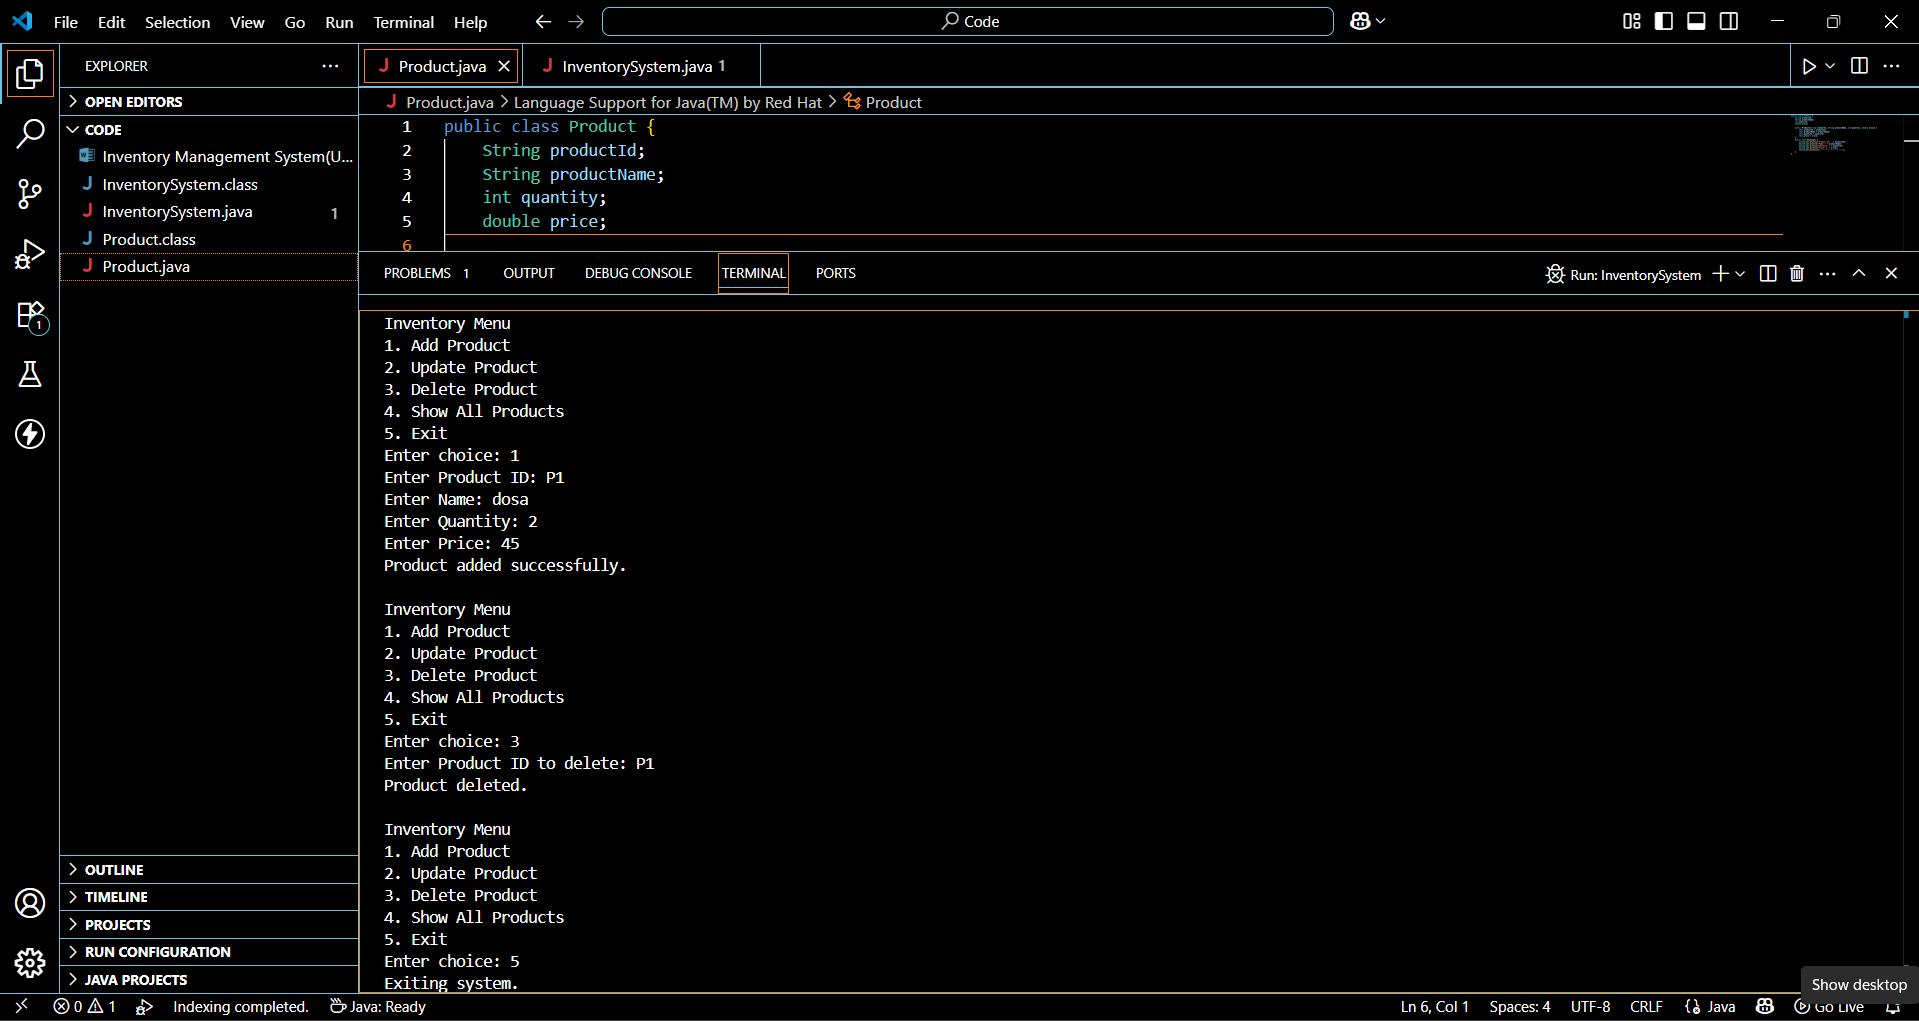 File Edit Selection View Go Run Terminal Help
Code
EXPLORER
OPEN EDITORS
CODE
Inventory Management System(U...
InventorySystem.class
InventorySystem.java 1
Product.class
Product.java
OUTLINE
TIMELINE
PROJECTS
RUN CONFIGURATION
JAVA PROJECTS
1
Product.java InventorySystem.java 1
Product.java > Language Support for Java(TM) by Red Hat > Product
1 public class Product {
2 String productId;
3 String productName;
4 int quantity;
5 double price;
6
PROBLEMS 1 OUTPUT DEBUG CONSOLE TERMINAL PORTS
Run: InventorySystem
Inventory Menu
1. Add Product
2. Update Product
3. Delete Product
4. Show All Products
5. Exit
Enter choice: 1
Enter Product ID: P1
Enter Name: dosa
Enter Quantity: 2
Enter Price: 45
Product added successfully.
Inventory Menu
1. Add Product
2. Update Product
3. Delete Product
4. Show All Products
5. Exit
Enter choice: 3
Enter Product ID to delete: P1
Product deleted.
Inventory Menu
1. Add Product
2. Update Product
3. Delete Product
4. Show All Products
5. Exit
Enter choice: 5
Exiting system.
Show desktop
0 1 Indexing completed. Java: Ready
Ln 6, Col 1 Spaces: 4 UTF-8 CRLF Java Go Live